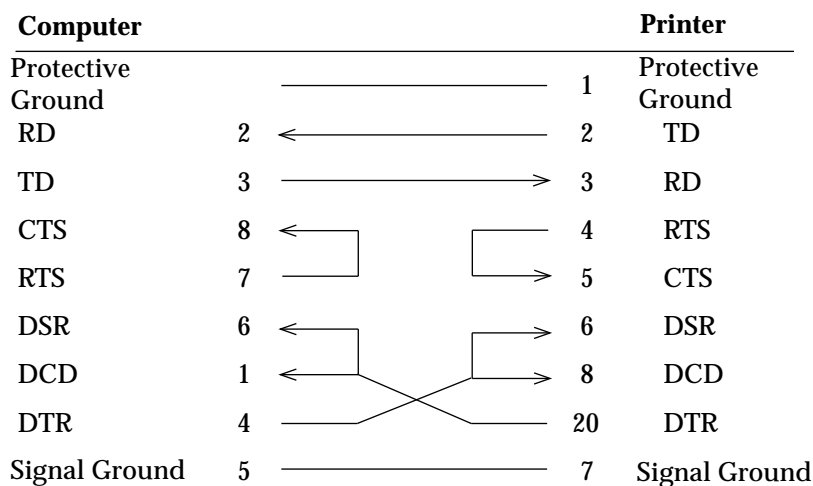 Computer Printer
Protective Ground 1 Protective Ground
RD 2 2 TD
TD 3 3 RD
CTS 8 4 RTS
RTS 7 5 CTS
DSR 6 6 DSR
DCD 1 8 DCD
DTR 4 20 DTR
Signal Ground 5 7 Signal Ground